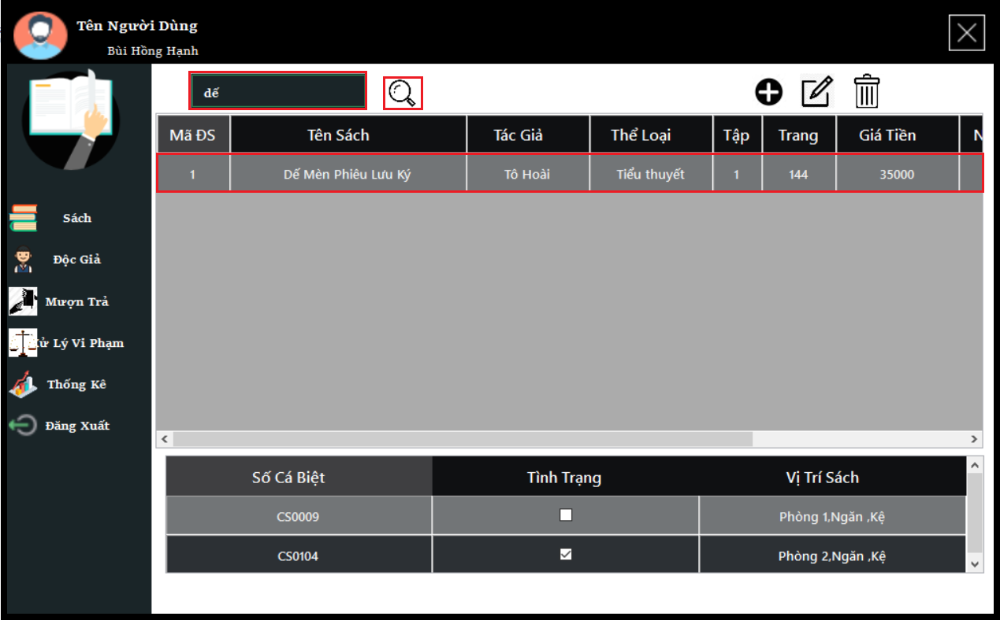 Tên Người Dùng
Bùi Hồng Hạnh
dế
Mã ĐS Tên Sách Tác Giả Thể Loại Tập Trang Giá Tiền N
1 Dế Mèn Phiêu Lưu Ký Tô Hoài Tiểu thuyết 1 144 35000
Sách
Độc Giả
Mượn Trả
Xử Lý Vi Phạm
Thống Kê
Đăng Xuất
Số Cá Biệt Tình Trạng Vị Trí Sách
CS0009 Phòng 1,Ngăn ,Kệ
CS0104 Phòng 2,Ngăn ,Kệ